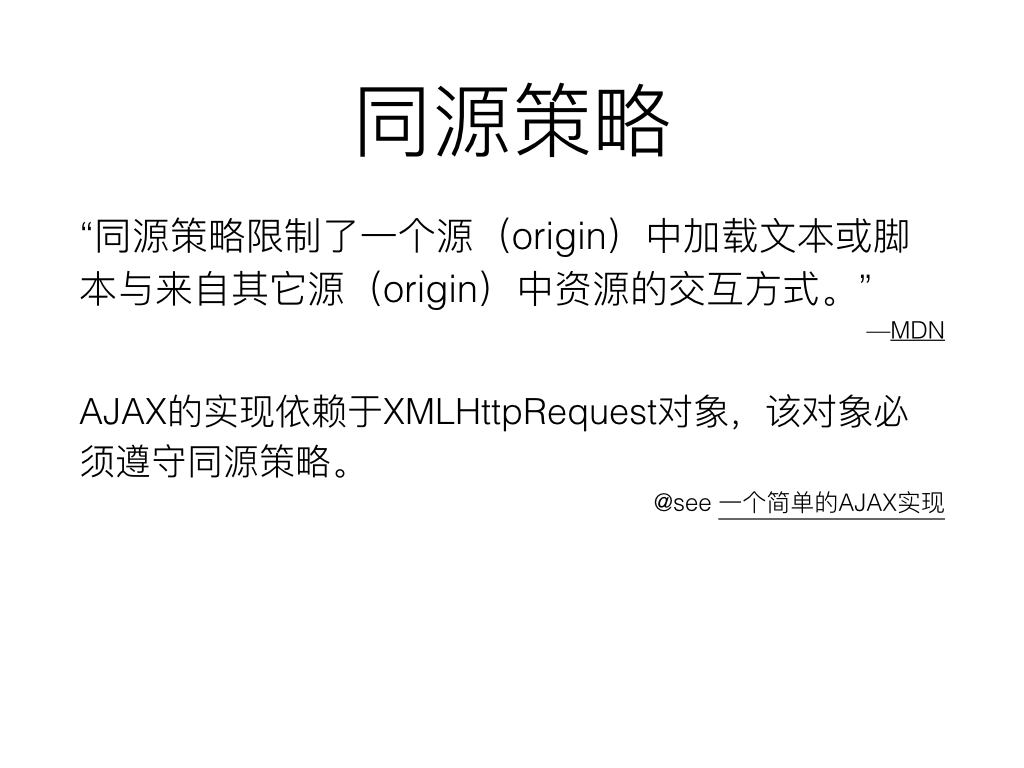 同源策略
“同源策略限制了一个源（origin）中加载文本或脚
本与来自其它源（origin）中资源的交互方式。”
—MDN
AJAX的实现依赖于XMLHttpRequest对象，该对象必
须遵守同源策略。
@see 一个简单的AJAX实现